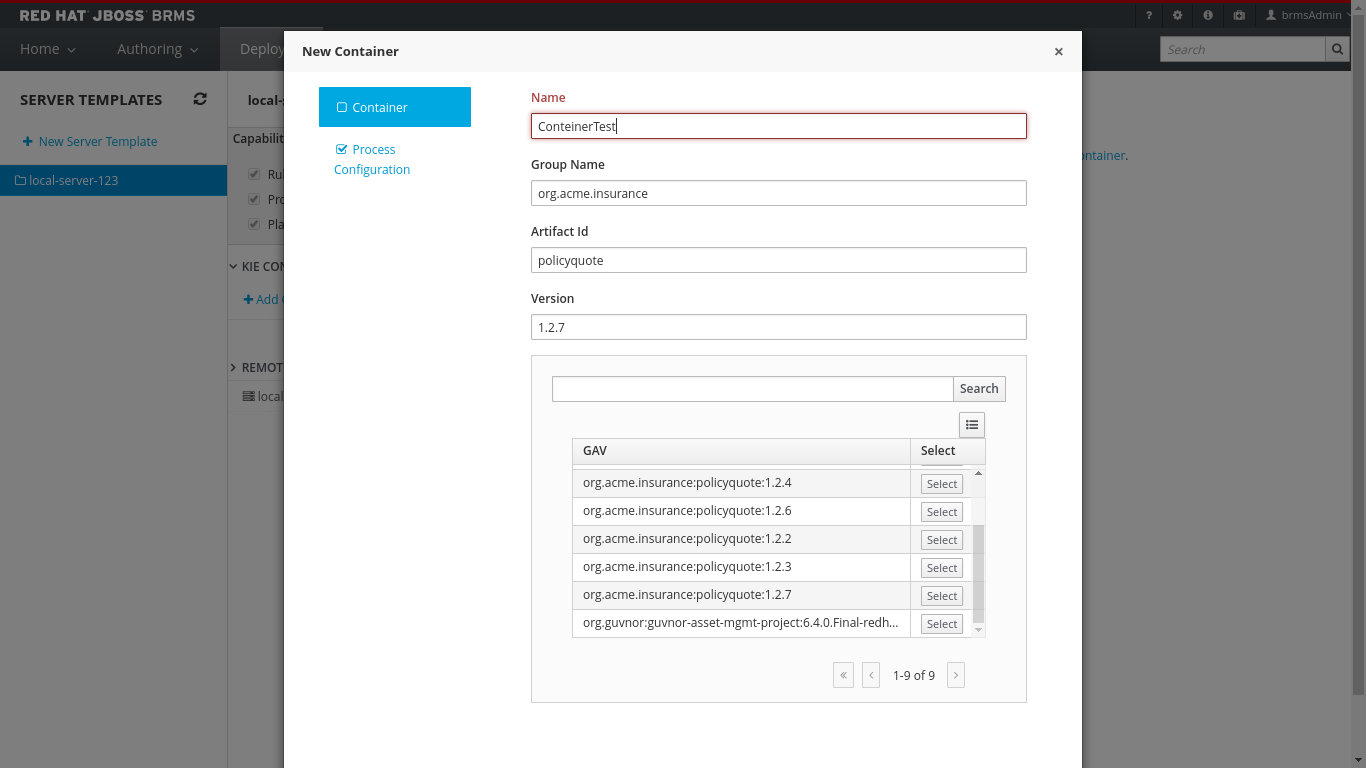 RED HAT JBOSS BRMS
? brmsAdmin
Home Authoring Deploy
Search
New Container
×
SERVER TEMPLATES
New Server Template
local-server-123
local-s
Capabilit
Ru
Pro
Pla
KIE CON
Add C
REMOT
local
ontainer.
Container
Process
Configuration
Name
ConteinerTest
Group Name
org.acme.insurance
Artifact Id
policyquote
Version
1.2.7
Search
GAV Select
org.acme.insurance:policyquote:1.2.4 Select
org.acme.insurance:policyquote:1.2.6 Select
org.acme.insurance:policyquote:1.2.2 Select
org.acme.insurance:policyquote:1.2.3 Select
org.acme.insurance:policyquote:1.2.7 Select
org.guvnor:guvnor-asset-mgmt-project:6.4.0.Final-redh... Select
« ‹ 1-9 of 9 ›